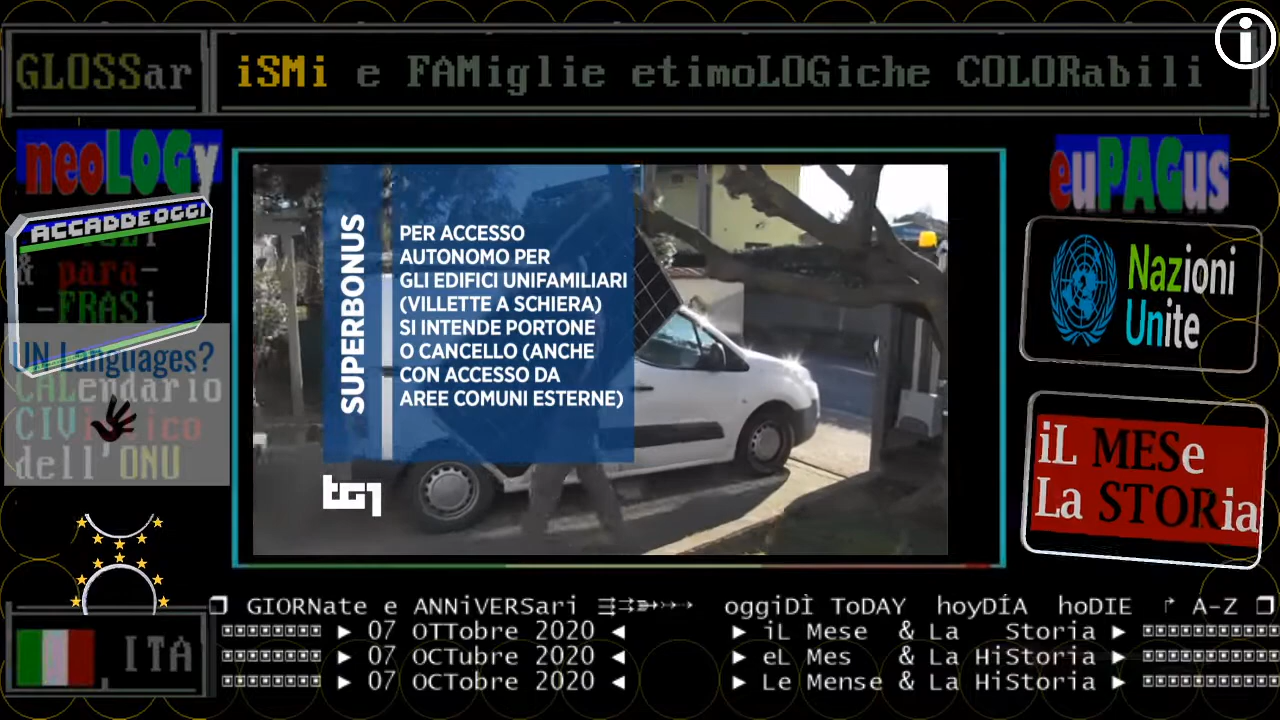 GLOSSar
iSMi e FAMiglie etimoLOGiche COLORabili
neoLOGy
ACCADDE OGGI
& para-
-FRASi
UN Languages?
CALendario
CIVi
dell'ONU
SUPERBONUS
PER ACCESSO
AUTONOMO PER
GLI EDIFICI UNIFAMILIARI
(VILLETTE A SCHIERA)
SI INTENDE PORTONE
O CANCELLO (ANCHE
CON ACCESSO DA
AREE COMUNI ESTERNE)
tg1
euPAGus
Nazioni
Unite
iL MESe
La STORia
GIORNate e ANNiVERSari oggiDÌ ToDAY hoyDÍA hoDIE A-Z
07 OTTobre 2020 iL Mese & La Storia
07 OCTubre 2020 eL Mes & La HiStoria
07 OCTobre 2020 Le Mense & La HiStoria
ITA